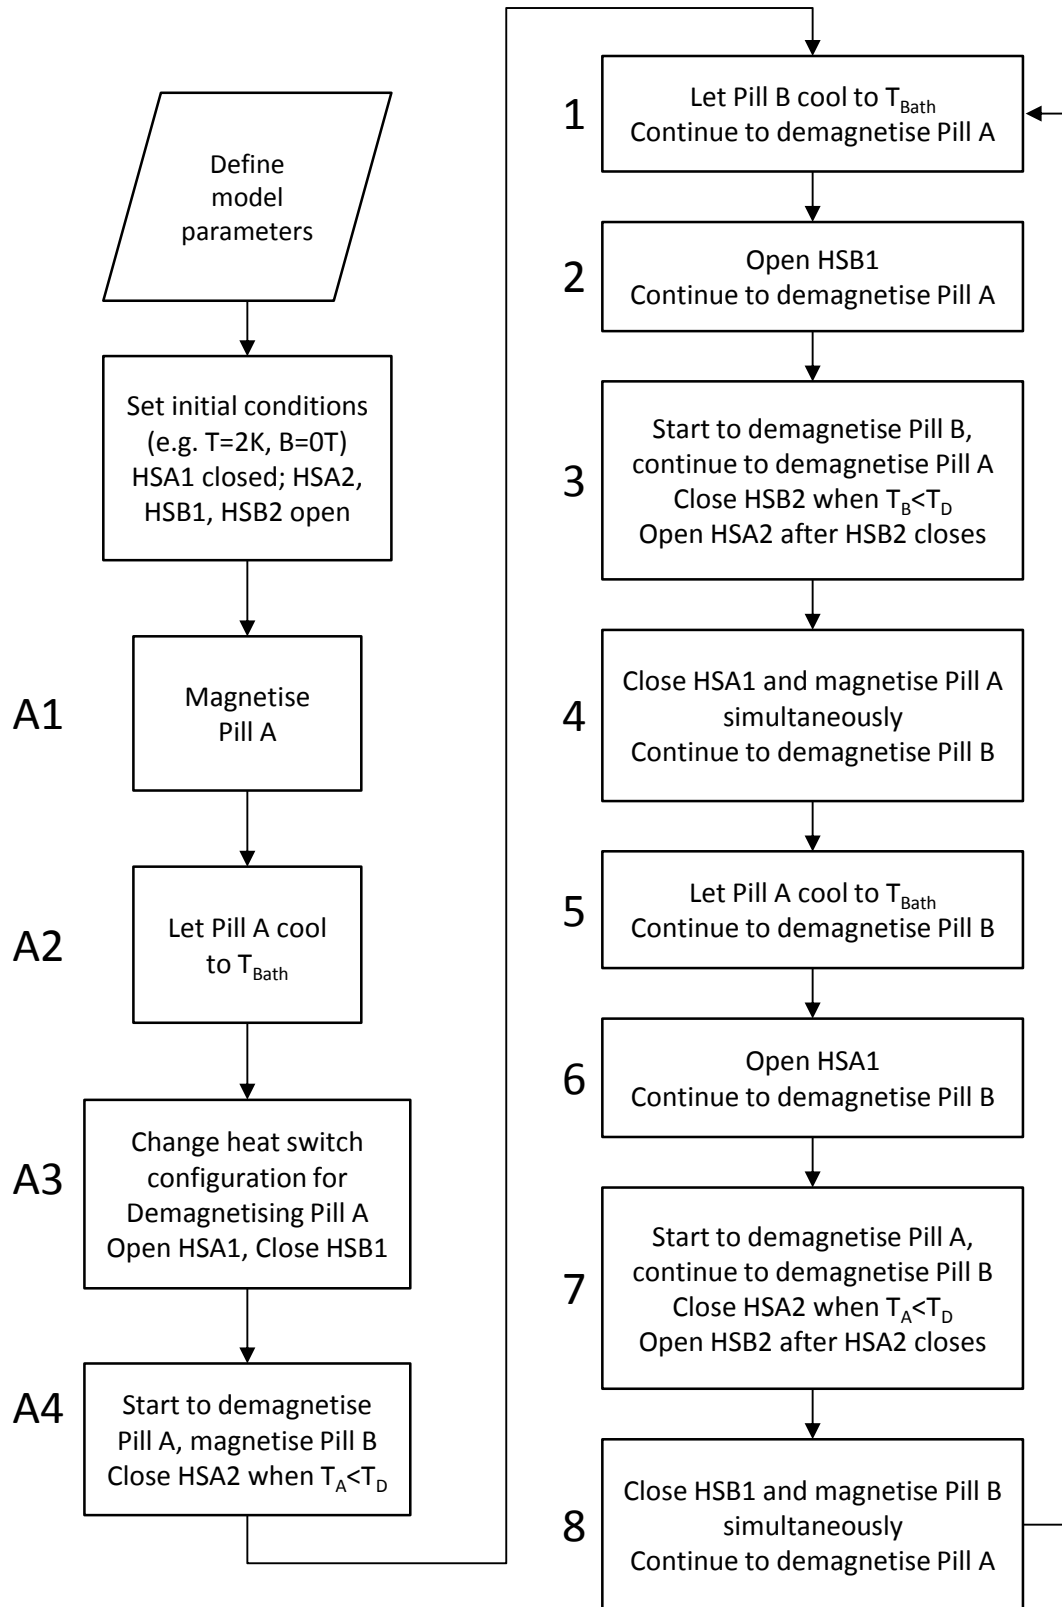 Define
model
parameters
Set initial conditions
(e.g. T=2K, B=0T)
HSA1 closed; HSA2,
HSB1, HSB2 open
A1
Magnetise
Pill A
A2
Let Pill A cool
to T_Bath
A3
Change heat switch
configuration for
Demagnetising Pill A
Open HSA1, Close HSB1
A4
Start to demagnetise
Pill A, magnetise Pill B
Close HSA2 when T_A<T_D
1
Let Pill B cool to T_Bath
Continue to demagnetise Pill A
2
Open HSB1
Continue to demagnetise Pill A
3
Start to demagnetise Pill B,
continue to demagnetise Pill A
Close HSB2 when T_B<T_D
Open HSA2 after HSB2 closes
4
Close HSA1 and magnetise Pill A
simultaneously
Continue to demagnetise Pill B
5
Let Pill A cool to T_Bath
Continue to demagnetise Pill B
6
Open HSA1
Continue to demagnetise Pill B
7
Start to demagnetise Pill A,
continue to demagnetise Pill B
Close HSA2 when T_A<T_D
Open HSB2 after HSA2 closes
8
Close HSB1 and magnetise Pill B
simultaneously
Continue to demagnetise Pill A